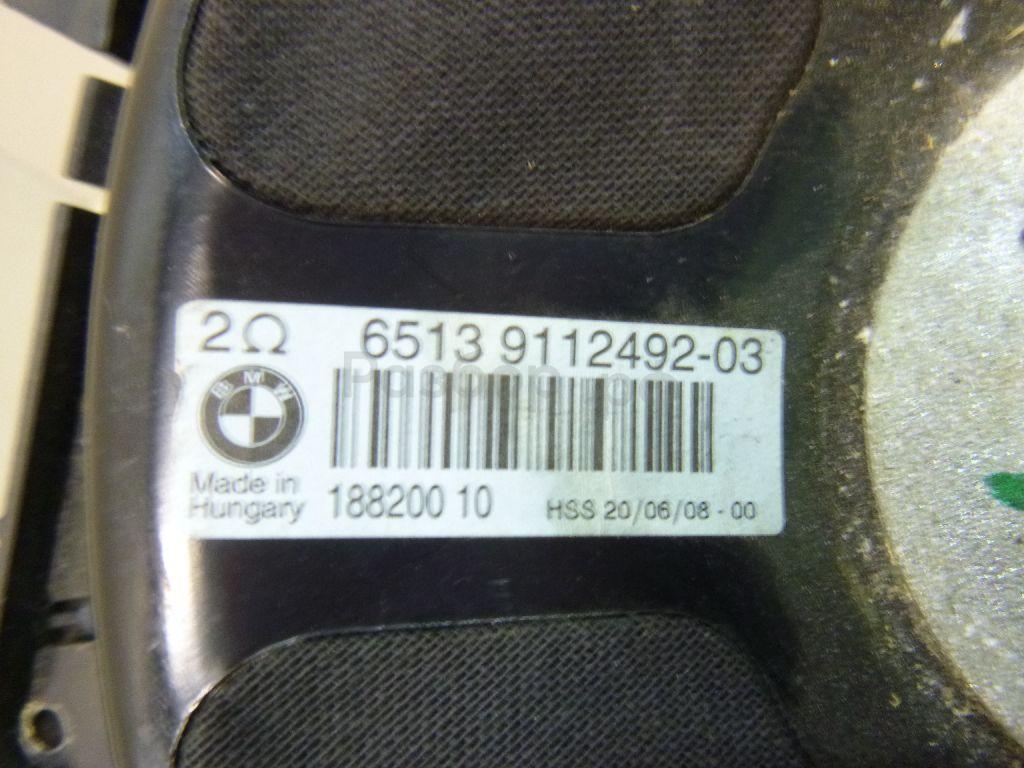 2Ω 6513 9112492-03
BMW
Made in
Hungary 188200 10 HSS 20/06/08 - 00